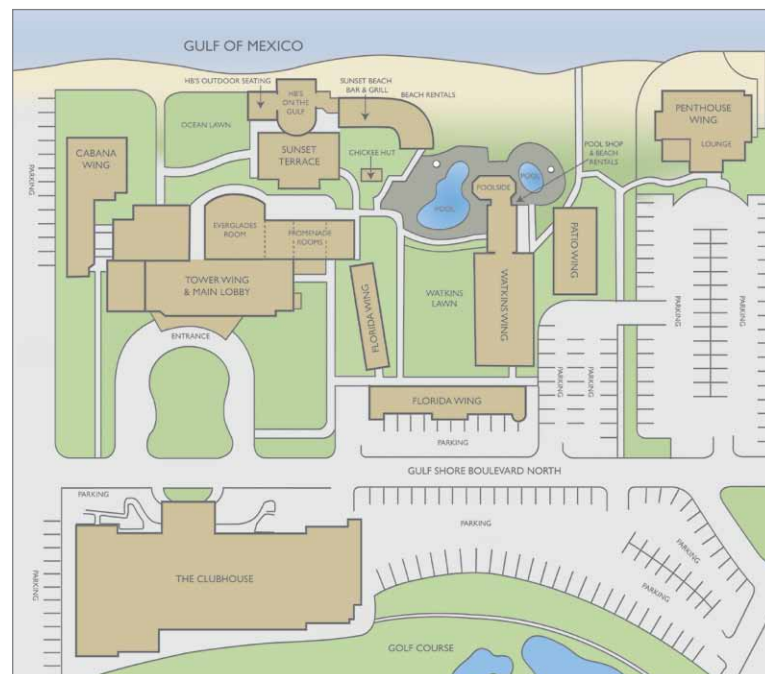 GULF OF MEXICO
HB'S OUTDOOR SEATING
HB'S
ON THE
GULF
SUNSET BEACH
BAR & GRILL
BEACH RENTALS
OCEAN LAWN
SUNSET
TERRACE
CHICKEE HUT
POOL SHOP
& BEACH
RENTALS
PENTHOUSE
WING
LOUNGE
CABANA
WING
PARKING
POOL
POOLSIDE
POOL
EVERGLADES
ROOM
PROMENADE
ROOMS
PATIO WING
TOWER WING
& MAIN LOBBY
FLORIDA WING
WATKINS
LAWN
WATKINS WING
ENTRANCE
PARKING
PARKING
PARKING
PARKING
FLORIDA WING
PARKING
GULF SHORE BOULEVARD NORTH
PARKING
PARKING
PARKING
PARKING
PARKING
THE CLUBHOUSE
GOLF COURSE